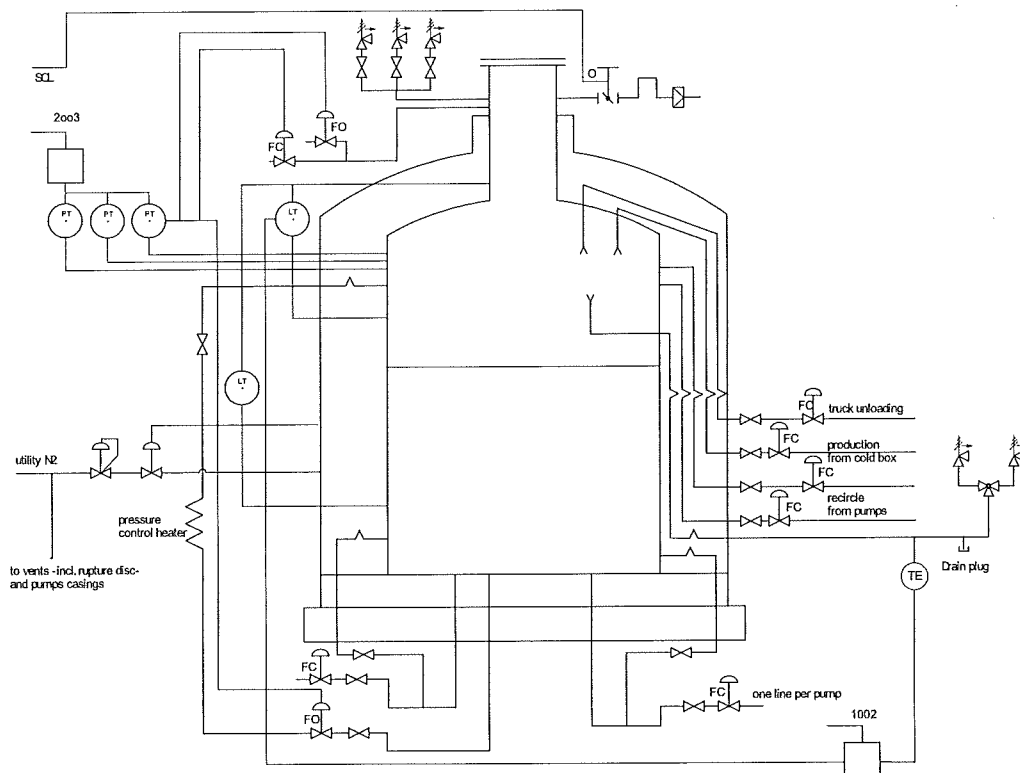 O
SCL
2oo3
FO
FC
PT
PT
PT
LT
LT
FC
truck unloading
FC
production
from cold box
FC
utility N2
recircle
from pumps
FC
pressure
control heater
to vents -incl. rupture disc-
and pumps casings
Drain plug
TE
FC
FC
one line per pump
FO
1002